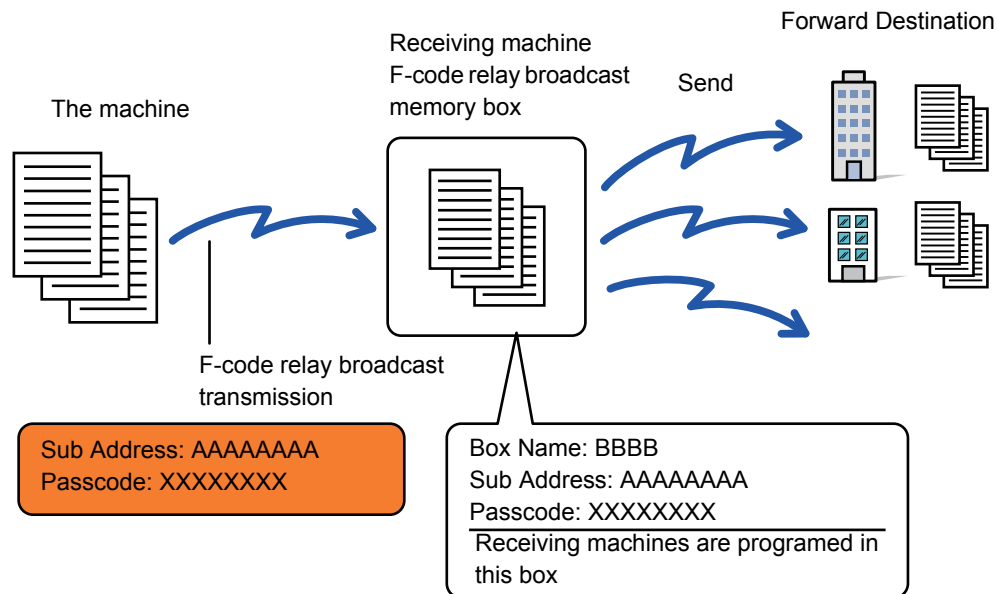 Forward Destination
Receiving machine
F-code relay broadcast
memory box
Send
The machine
F-code relay broadcast
transmission
Sub Address: AAAAAAAA
Passcode: XXXXXXXX
Box Name: BBBB
Sub Address: AAAAAAAA
Passcode: XXXXXXXX
Receiving machines are programed in
this box